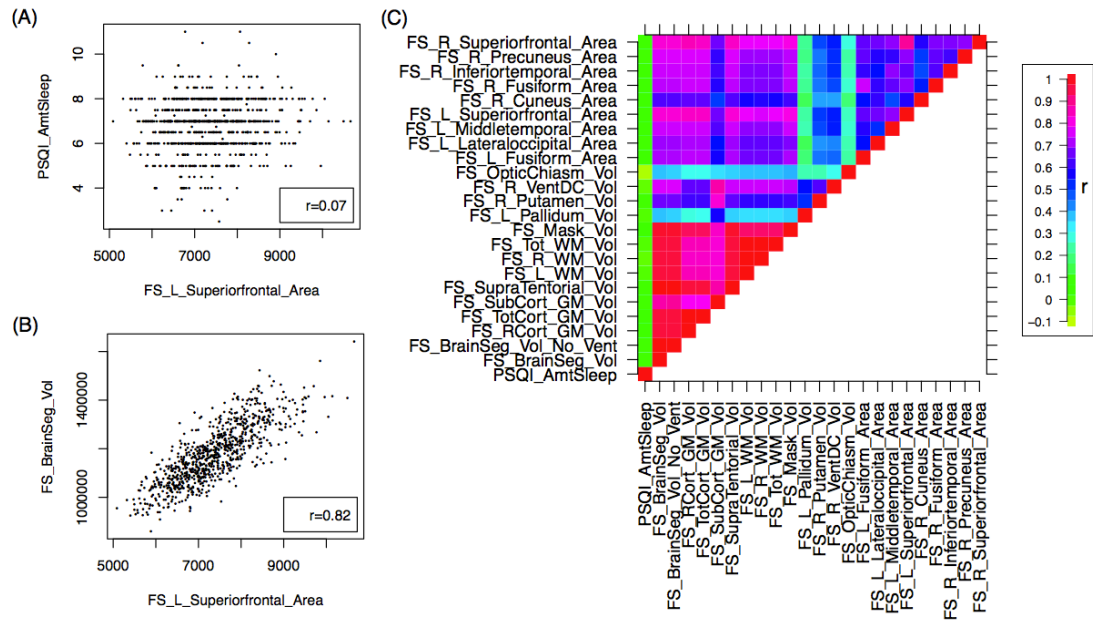 (A)
PSQI_AmtSleep
10
8
6
4
r=0.07
5000
7000
9000
FS_L_Superiorfrontal_Area
(B)
FS_BrainSeg_Vol
1400000
1000000
r=0.82
5000
7000
9000
FS_L_Superiorfrontal_Area
(C)
FS_R_Superiorfrontal_Area
FS_R_Precuneus_Area
FS_R_Inferiortemporal_Area
FS_R_Fusiform_Area
FS_R_Cuneus_Area
FS_L_Superiorfrontal_Area
FS_L_Middletemporal_Area
FS_L_Lateraloccipital_Area
FS_L_Fusiform_Area
FS_OpticChiasm_Vol
FS_R_VentDC_Vol
FS_R_Putamen_Vol
FS_L_Pallidum_Vol
FS_Mask_Vol
FS_Tot_WM_Vol
FS_R_WM_Vol
FS_L_WM_Vol
FS_SupraTentorial_Vol
FS_SubCort_GM_Vol
FS_TotCort_GM_Vol
FS_RCort_GM_Vol
FS_BrainSeg_Vol_No_Vent
FS_BrainSeg_Vol
PSQI_AmtSleep
PSQI_AmtSleep
FS_BrainSeg_Vol
FS_BrainSeg_Vol_No_Vent
FS_RCort_GM_Vol
FS_TotCort_GM_Vol
FS_SubCort_GM_Vol
FS_SupraTentorial_Vol
FS_L_WM_Vol
FS_R_WM_Vol
FS_Tot_WM_Vol
FS_Mask_Vol
FS_L_Pallidum_Vol
FS_R_Putamen_Vol
FS_R_VentDC_Vol
FS_OpticChiasm_Vol
FS_L_Fusiform_Area
FS_L_Lateraloccipital_Area
FS_L_Middletemporal_Area
FS_L_Superiorfrontal_Area
FS_R_Cuneus_Area
FS_R_Fusiform_Area
FS_R_Inferiortemporal_Area
FS_R_Precuneus_Area
FS_R_Superiorfrontal_Area
1
0.9
0.8
0.7
0.6
0.5
0.4
0.3
0.2
0.1
0
−0.1
r